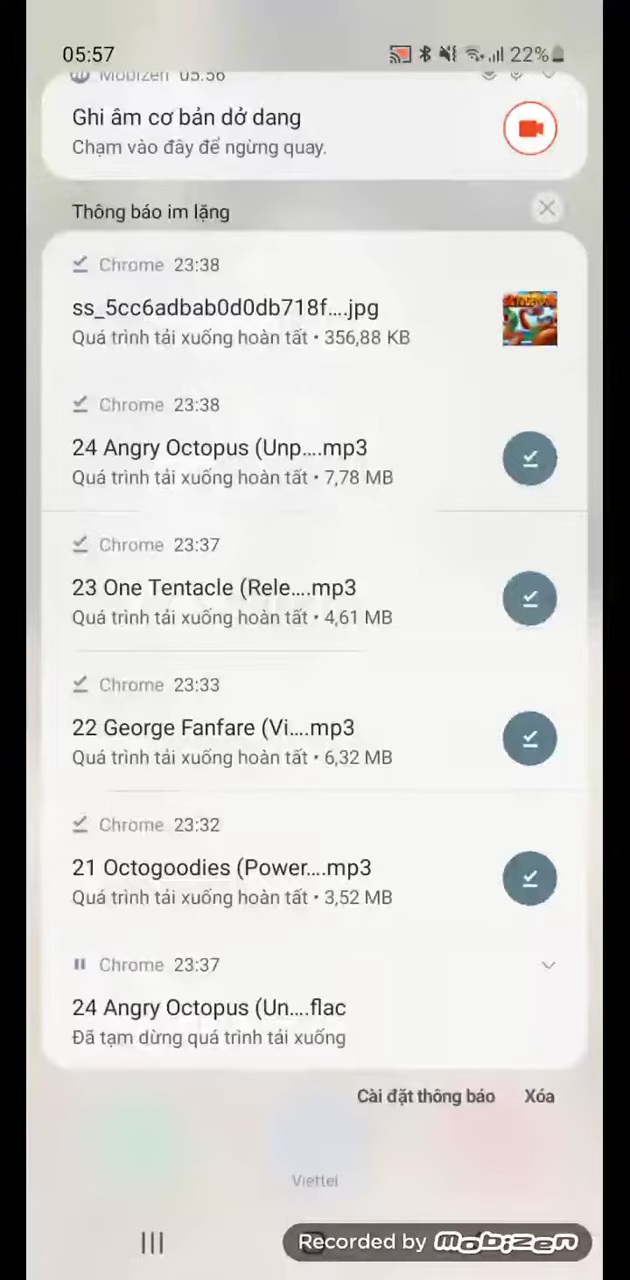 05:57
22%
Mobizen 05:56
Ghi âm cơ bản dở dang
Chạm vào đây để ngừng quay.
Thông báo im lặng
Chrome 23:38
ss_5cc6adbab0d0db718f....jpg
Quá trình tải xuống hoàn tất • 356,88 KB
Chrome 23:38
24 Angry Octopus (Unp....mp3
Quá trình tải xuống hoàn tất • 7,78 MB
Chrome 23:37
23 One Tentacle (Rele....mp3
Quá trình tải xuống hoàn tất • 4,61 MB
Chrome 23:33
22 George Fanfare (Vi....mp3
Quá trình tải xuống hoàn tất • 6,32 MB
Chrome 23:32
21 Octogoodies (Power....mp3
Quá trình tải xuống hoàn tất • 3,52 MB
Chrome 23:37
24 Angry Octopus (Un....flac
Đã tạm dừng quá trình tải xuống
Cài đặt thông báo Xóa
Viettel
Recorded by mobizen